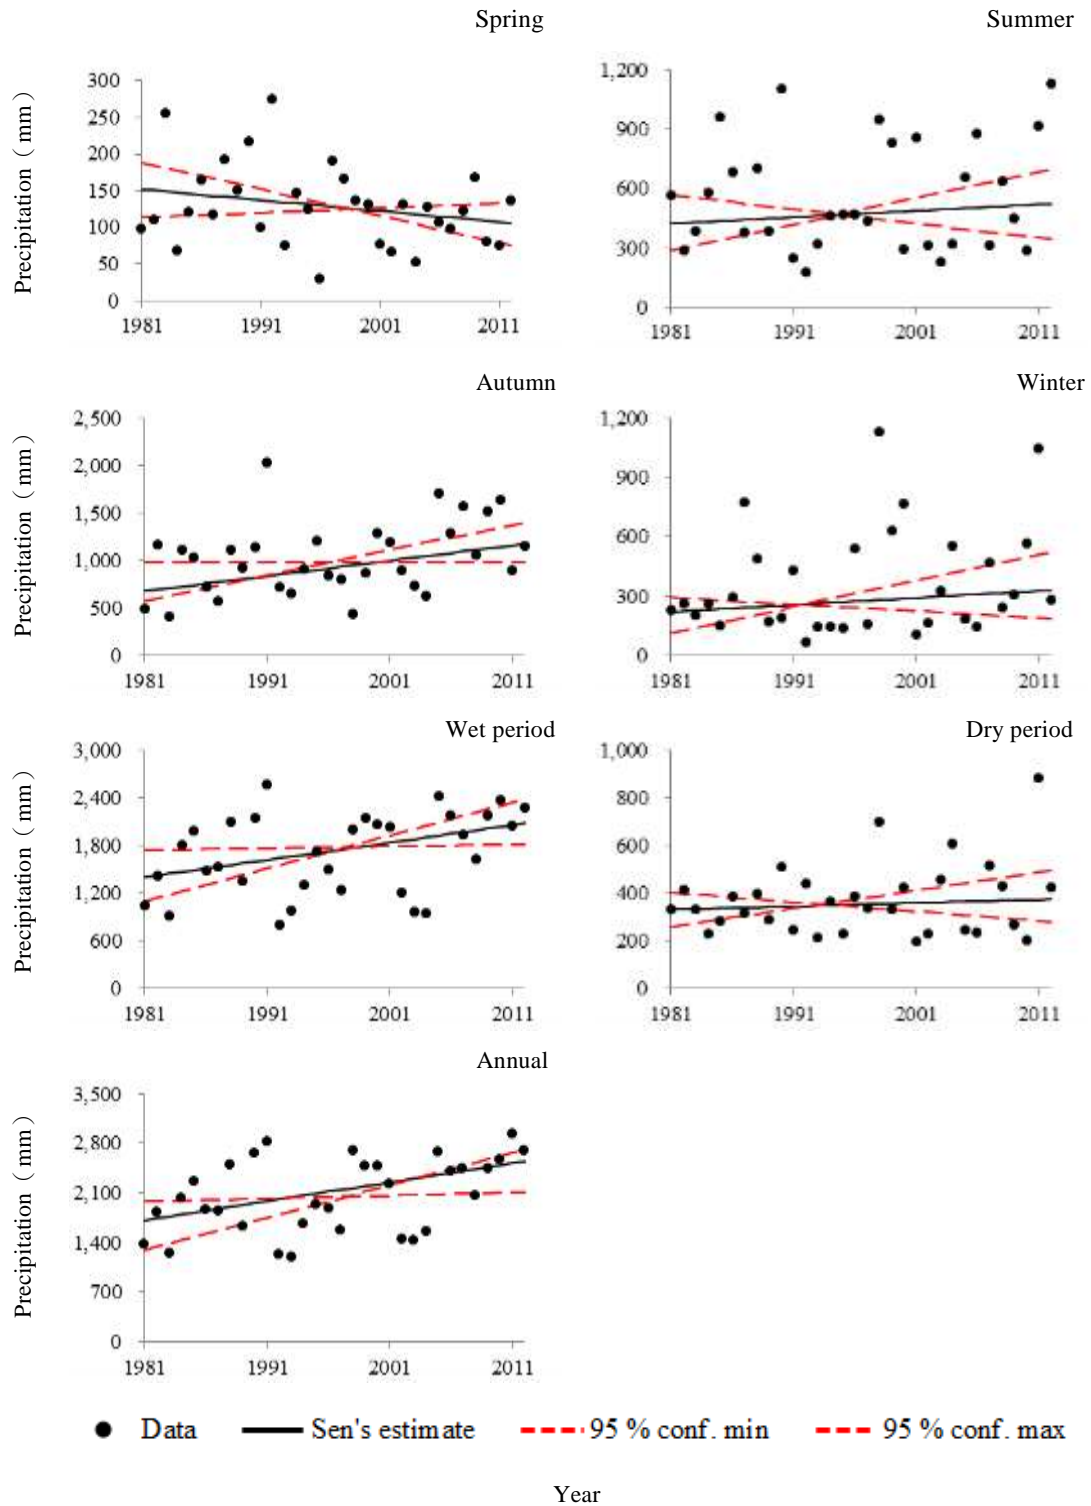 Spring
Summer
Precipitation (mm)
300
250
200
150
100
50
0
1981 1991 2001 2011
1,200
900
600
300
0
1981 1991 2001 2011
Autumn
Winter
Precipitation (mm)
2,500
2,000
1,500
1,000
500
0
1981 1991 2001 2011
1,200
900
600
300
0
1981 1991 2001 2011
Wet period
Dry period
Precipitation (mm)
3,000
2,400
1,800
1,200
600
0
1981 1991 2001 2011
1,000
800
600
400
200
0
1981 1991 2001 2011
Annual
Precipitation (mm)
3,500
2,800
2,100
1,400
700
0
1981 1991 2001 2011
Data Sen's estimate 95 % conf. min 95 % conf. max
Year